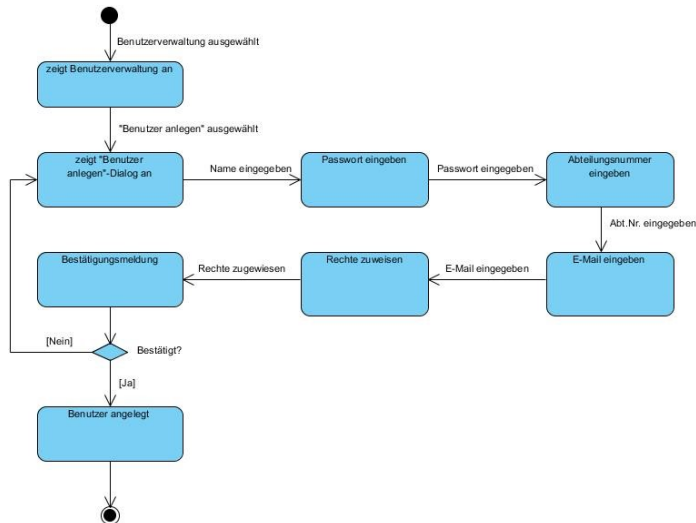 Benutzerverwaltung ausgewählt
zeigt Benutzerverwaltung an
"Benutzer anlegen" ausgewählt
zeigt "Benutzer
anlegen"-Dialog an
Name eingegeben
Passwort eingeben
Passwort eingegeben
Abteilungsnummer
eingeben
Abt.Nr. eingegeben
E-Mail eingeben
E-Mail eingegeben
Rechte zuweisen
Rechte zugewiesen
Bestätigungsmeldung
[Nein]
Bestätigt?
[Ja]
Benutzer angelegt